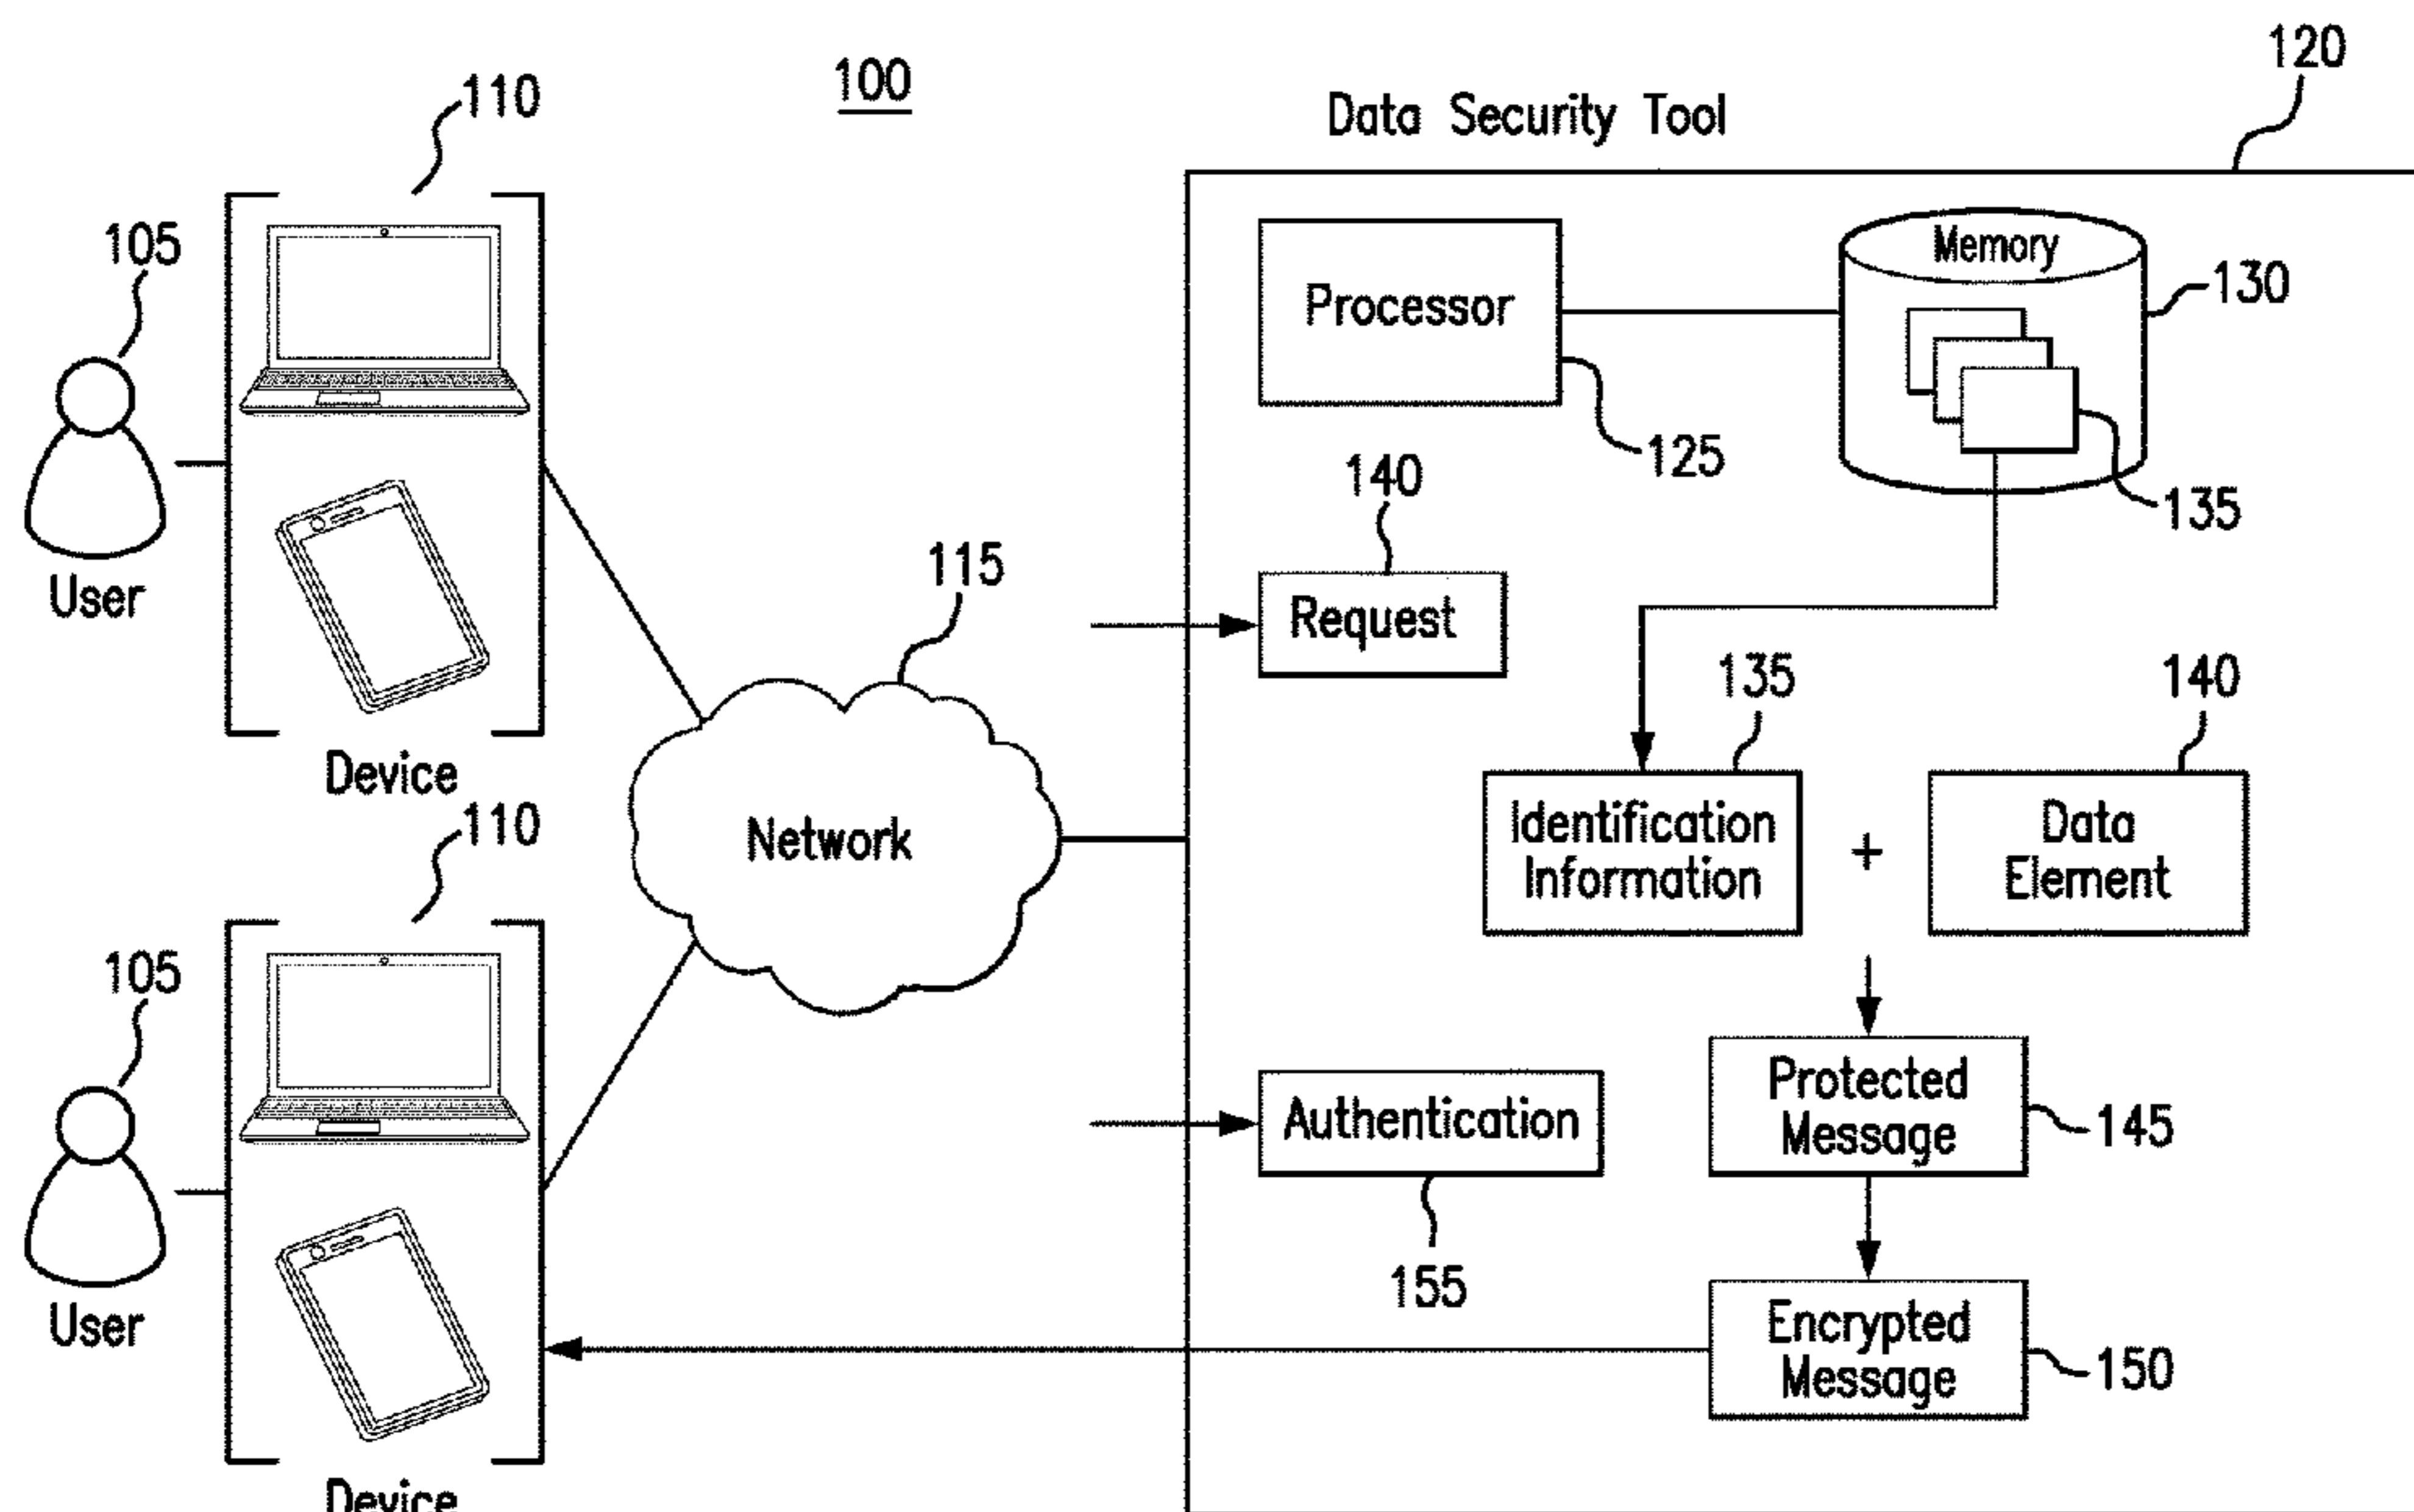 100
120
Data Security Tool
110
105
User
Device
110
105
User
Device
115
Network
Processor
125
Memory
130
135
140
Request
135
Identification
Information
+
140
Data
Element
Protected
Message
145
Authentication
155
Encrypted
Message
150